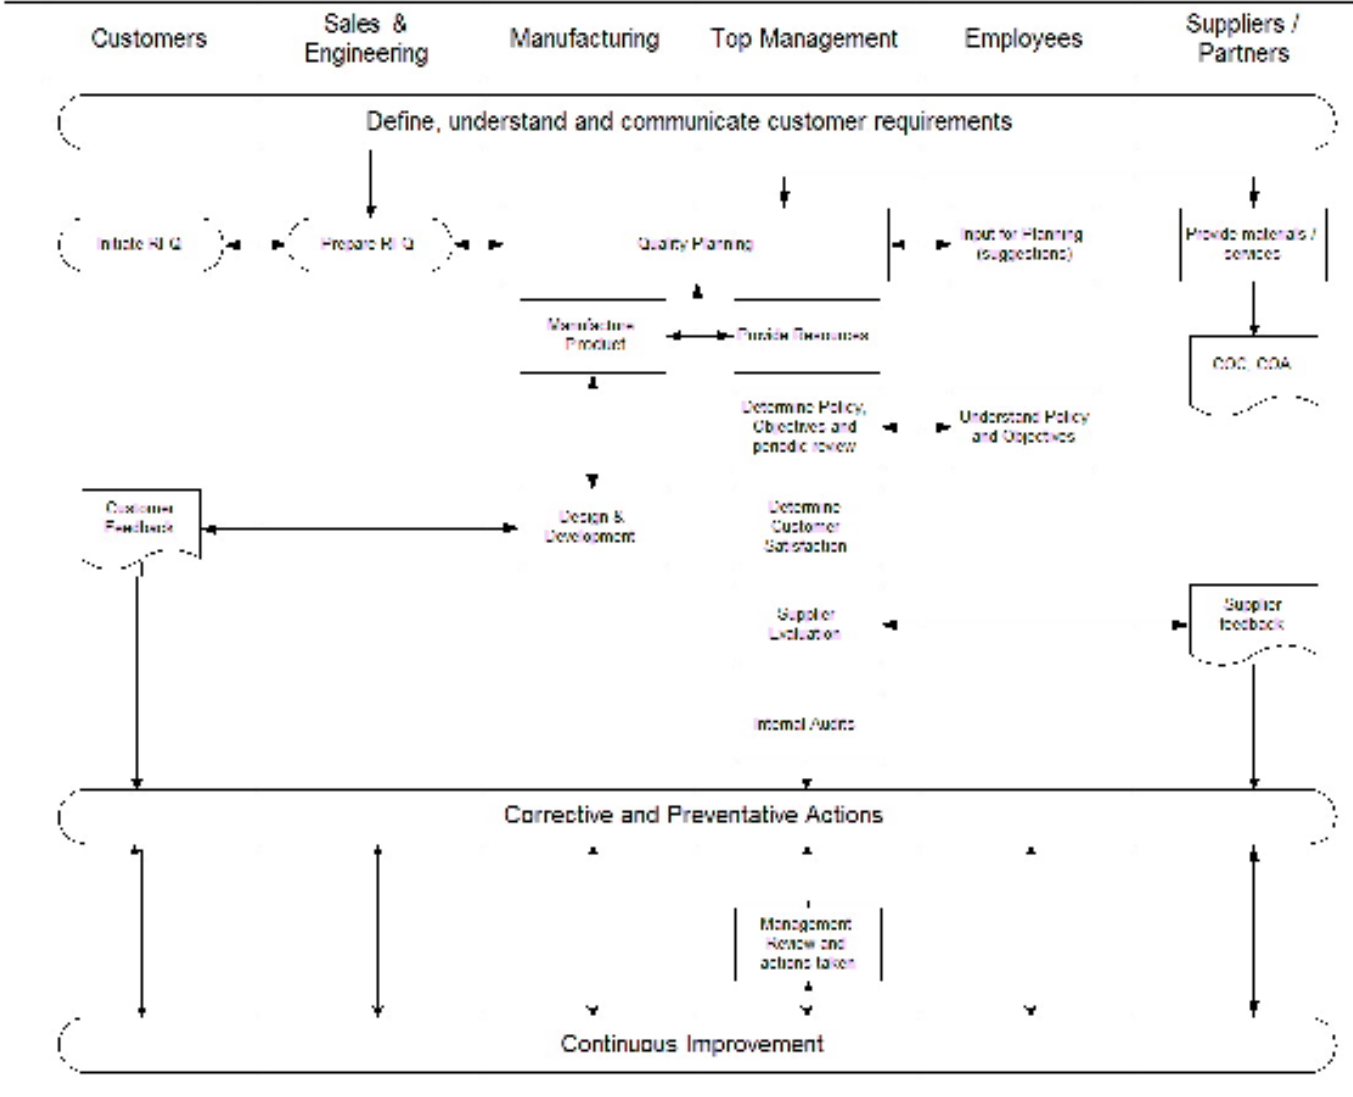 Customers
Sales &
Engineering
Manufacturing
Top Management
Employees
Suppliers /
Partners
Define, understand and communicate customer requirements
Initiate RFQ
Prepare RFQ
Quality Planning
Input for Planning
(suggestions)
Provide materials /
services
Manufacture
Product
Provide Resources
COC, COA
Determine Policy,
Objectives and
periodic review
Understand Policy
and Objectives
Customer
Feedback
Design &
Development
Determine
Customer
Satisfaction
Supplier
Evaluation
Supplier
feedback
Internal Audits
Corrective and Preventative Actions
Management
Review and
actions taken
Continuous Improvement